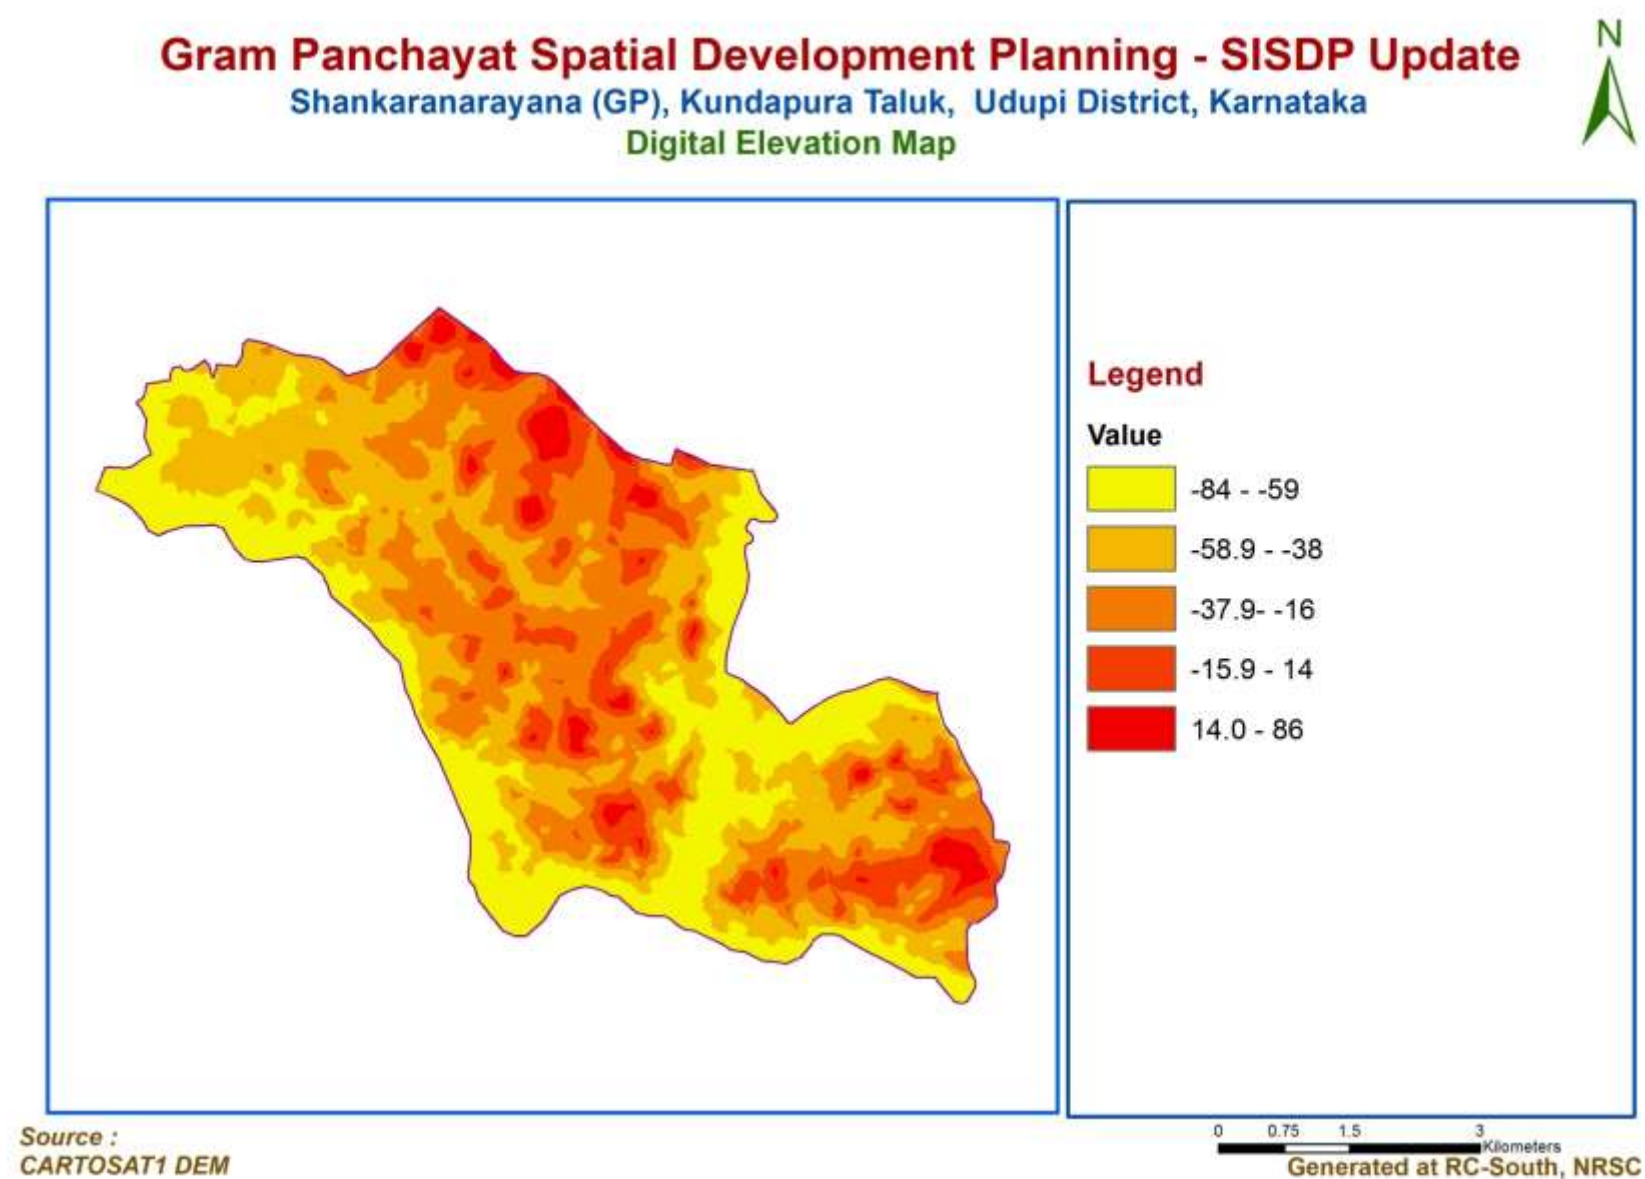 Gram Panchayat Spatial Development Planning - SISDP Update
N
Shankaranarayana (GP), Kundapura Taluk, Udupi District, Karnataka
Digital Elevation Map
Legend
Value
-84 - -59
-58.9 - -38
-37.9- -16
-15.9 - 14
14.0 - 86
Source :
CARTOSAT1 DEM
0 0.75 1.5 3
Kilometers
Generated at RC-South, NRSC